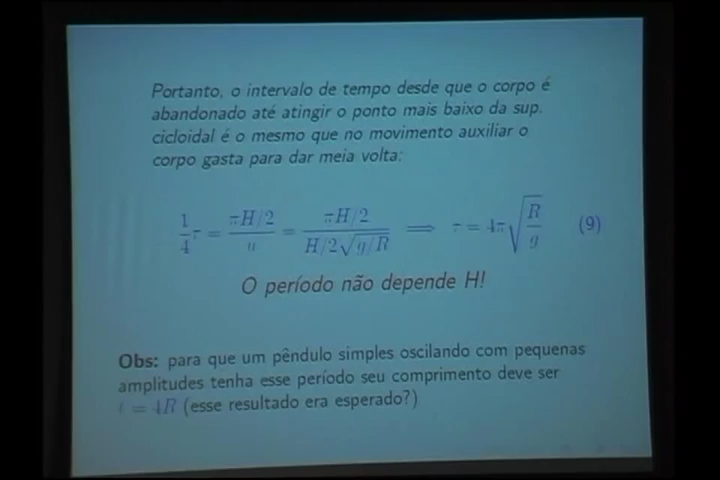 Portanto, o intervalo de tempo desde que o corpo é
abandonado até atingir o ponto mais baixo da sup.
cicloidal é o mesmo que no movimento auxiliar o
corpo gasta para dar meia volta:
1/4 τ = πH/2 / u = πH/2 / H/2√g/R ⟹ τ = 4π√R/g (9)
O período não depende H!
Obs: para que um pêndulo simples oscilando com pequenas
amplitudes tenha esse período seu comprimento deve ser
ℓ = 4R (esse resultado era esperado?)